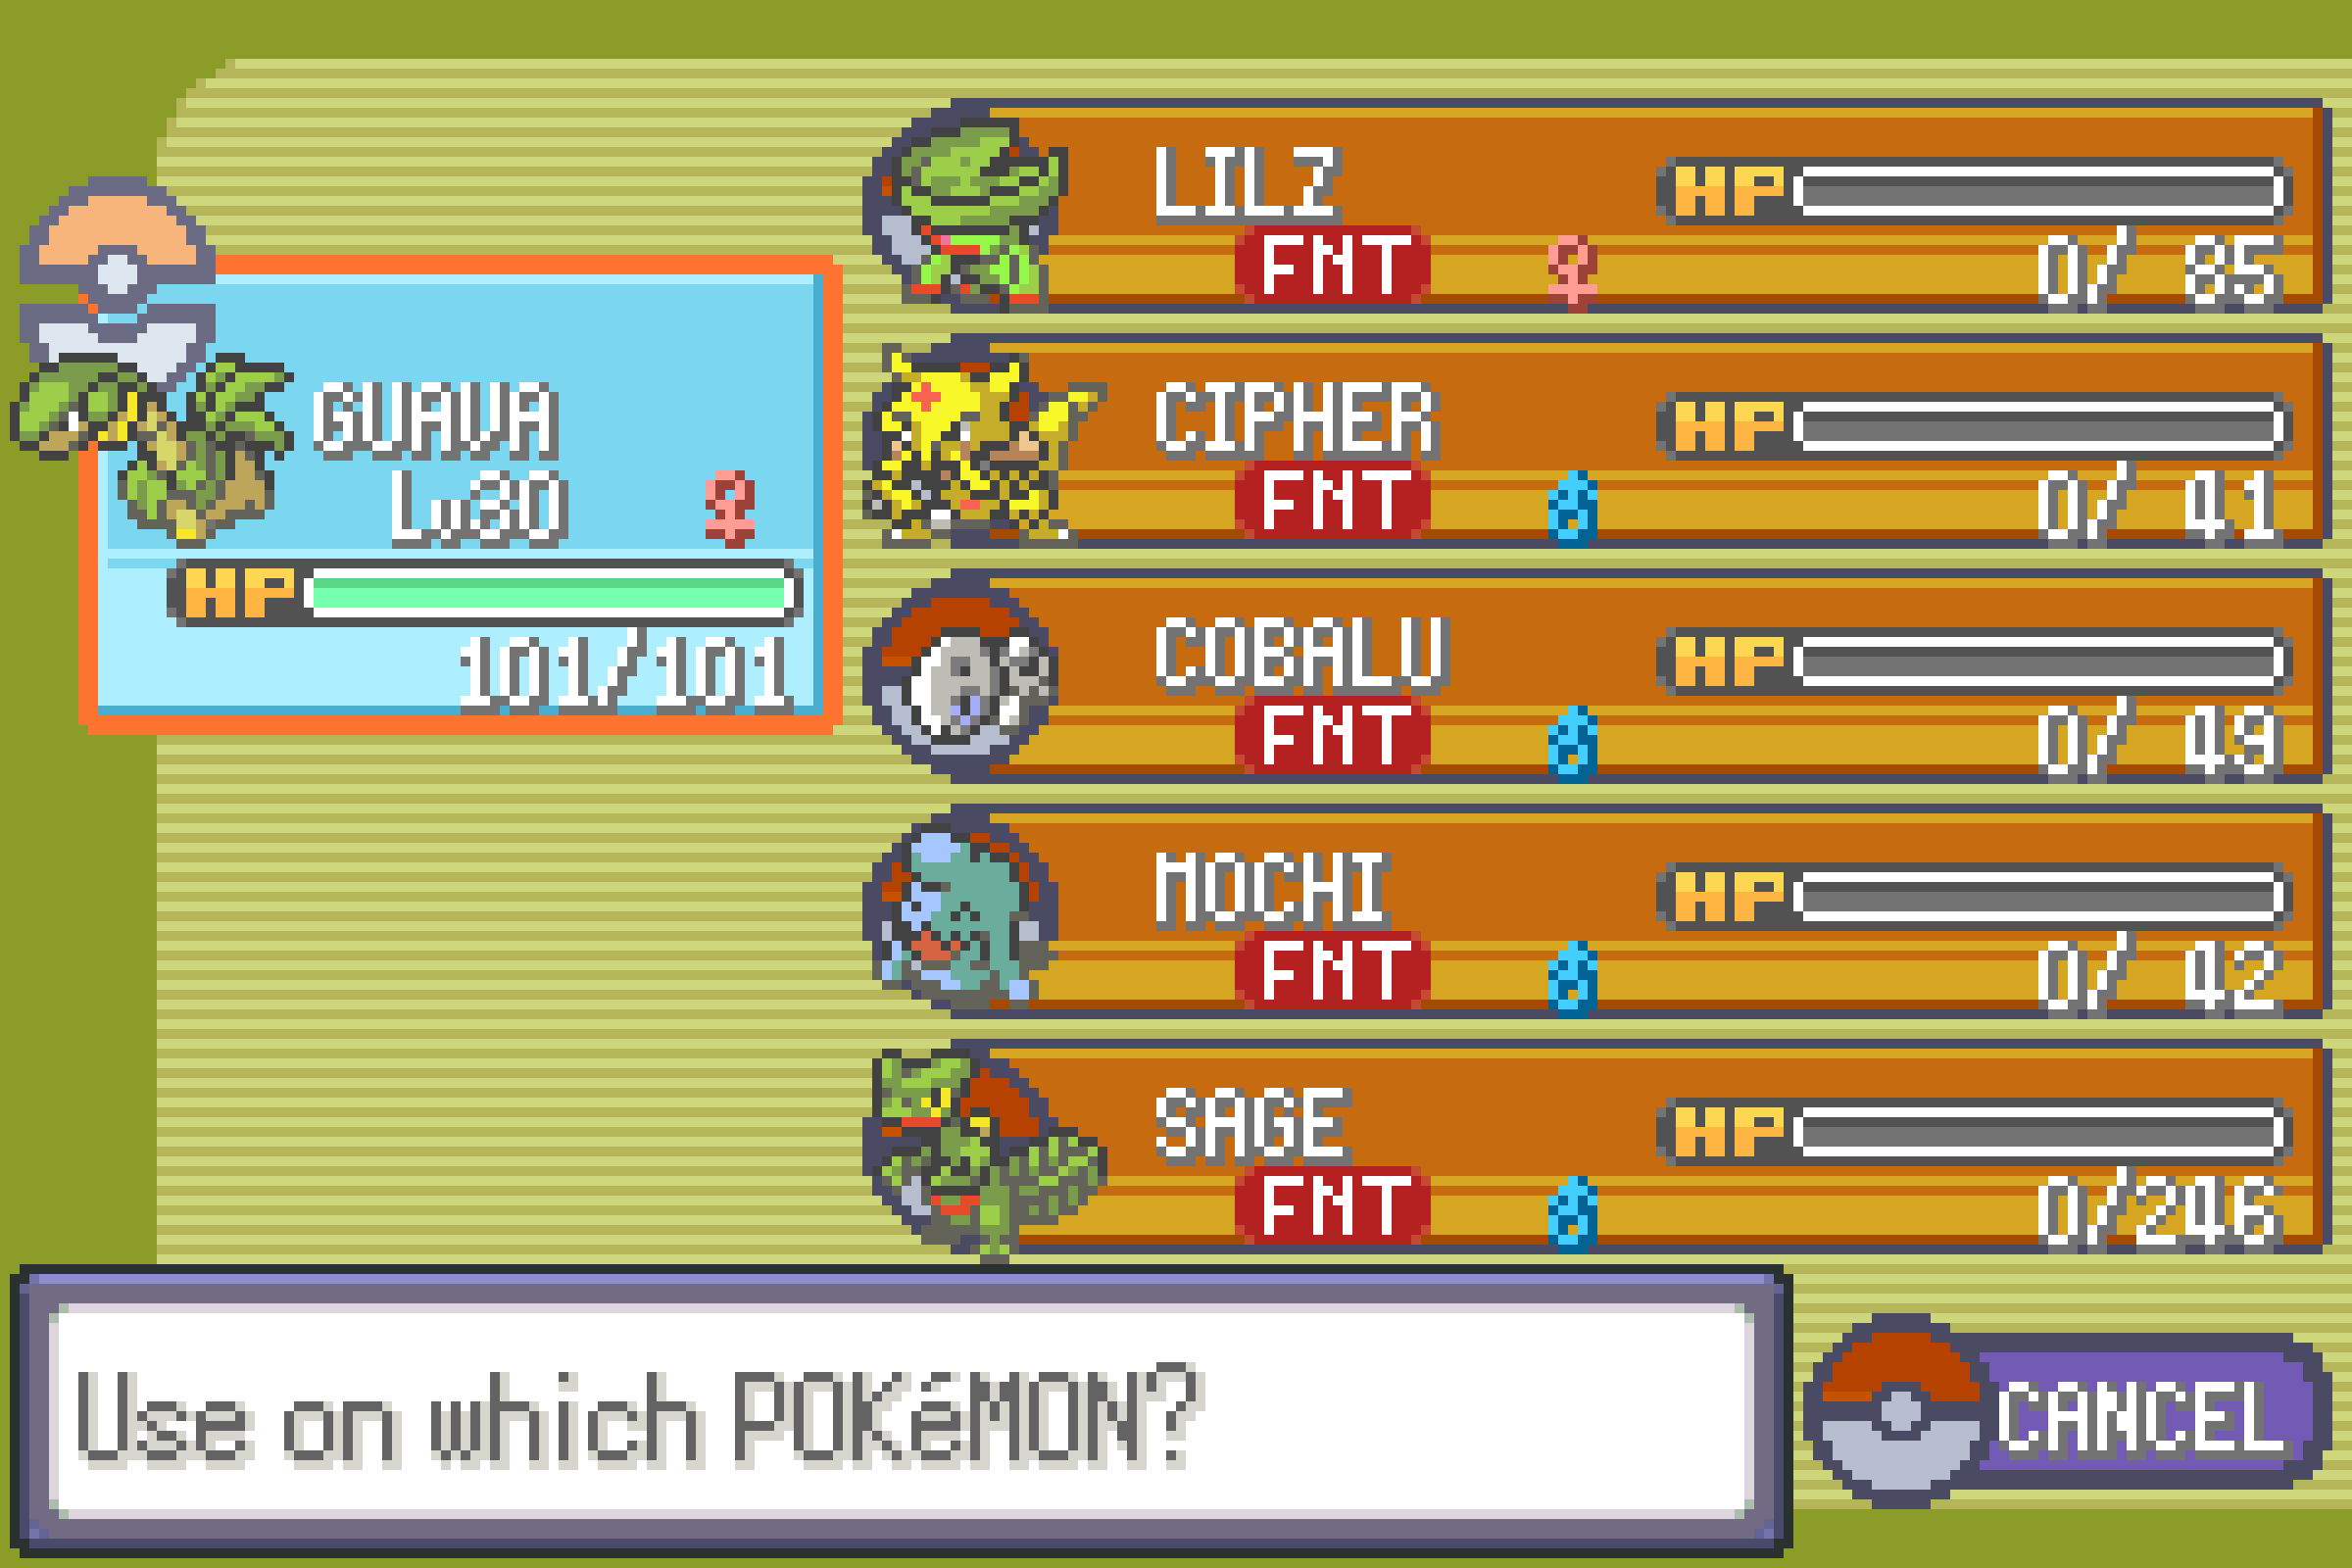 GUAVA
Lv30 ♀
HP
101/101
LILZ HP
FNT ♀ 0/ 85
CIPHER HP
FNT ♂ 0/ 41
COBALU HP
FNT ♂ 0/ 49
MOCHI HP
FNT ♂ 0/ 42
SAGE HP
FNT ♂ 0/246
Use on which POKéMON?
CANCEL